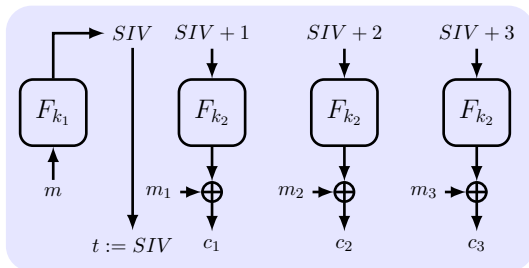 SIV SIV + 1 SIV + 2 SIV + 3
F_{k_1} F_{k_2} F_{k_2} F_{k_2}
m m_1 m_2 m_3
t := SIV c_1 c_2 c_3